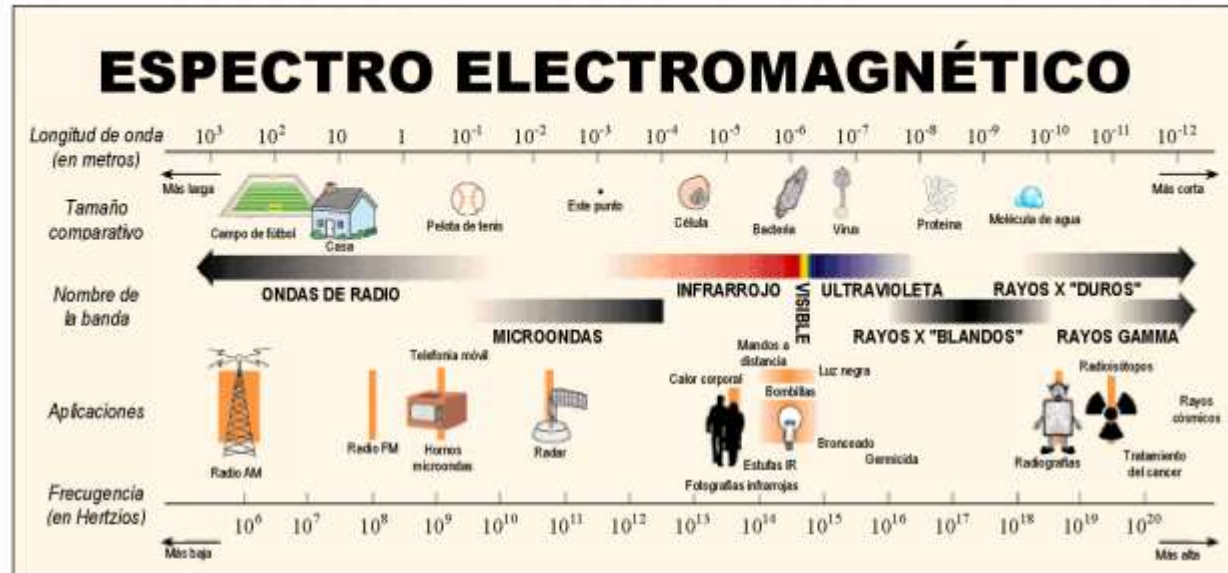 ESPECTRO ELECTROMAGNÉTICO
Longitud de onda
(en metros)
10³ 10² 10 1 10⁻¹ 10⁻² 10⁻³ 10⁻⁴ 10⁻⁵ 10⁻⁶ 10⁻⁷ 10⁻⁸ 10⁻⁹ 10⁻¹⁰ 10⁻¹¹ 10⁻¹²
Más larga
Más corta
Tamaño
comparativo
Campo de fútbol
Casa
Pelota de tenis
Este punto
Célula
Bacteria
Virus
Proteina
Molécula de agua
Nombre de
la banda
ONDAS DE RADIO
MICROONDAS
INFRARROJO
VISIBLE
ULTRAVIOLETA
RAYOS X "BLANDOS"
RAYOS X "DUROS"
RAYOS GAMMA
Aplicaciones
Radio AM
Radio FM
Telefonia móvil
Hornos
microondas
Radar
Calor corporal
Fotografias infrarrojas
Mandos a
distancia
Bombillas
Estufas IR
Luz negra
Bronceado
Germicida
Radiografias
Radioisótopos
Tratamiento
del cancer
Rayos
cósmicos
Frecugencia
(en Hertzios)
10⁶ 10⁷ 10⁸ 10⁹ 10¹⁰ 10¹¹ 10¹² 10¹³ 10¹⁴ 10¹⁵ 10¹⁶ 10¹⁷ 10¹⁸ 10¹⁹ 10²⁰
Más baja
Más alta